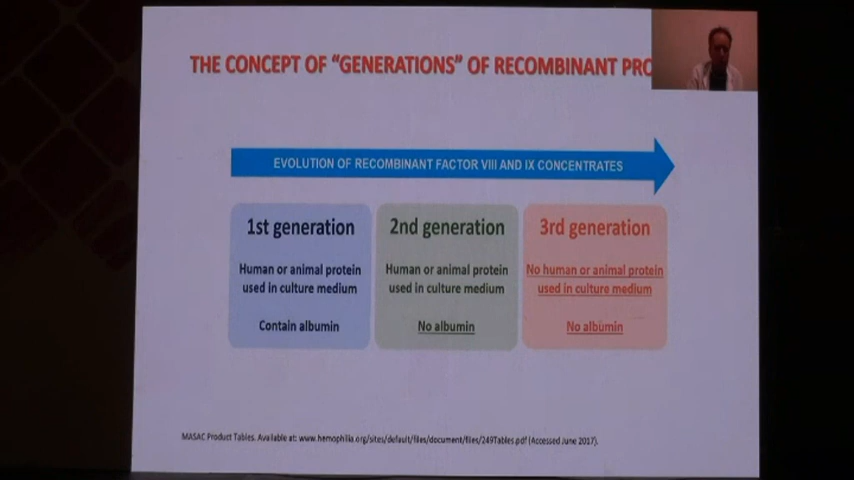 THE CONCEPT OF "GENERATIONS" OF RECOMBINANT PRO
EVOLUTION OF RECOMBINANT FACTOR VIII AND IX CONCENTRATES
1st generation
Human or animal protein
used in culture medium
Contain albumin
2nd generation
Human or animal protein
used in culture medium
No albumin
3rd generation
No human or animal protein
used in culture medium
No albumin
MASAC Product Tables. Available at: www.hemophilia.org/sites/default/files/document/files/249Tables.pdf (Accessed June 2017).